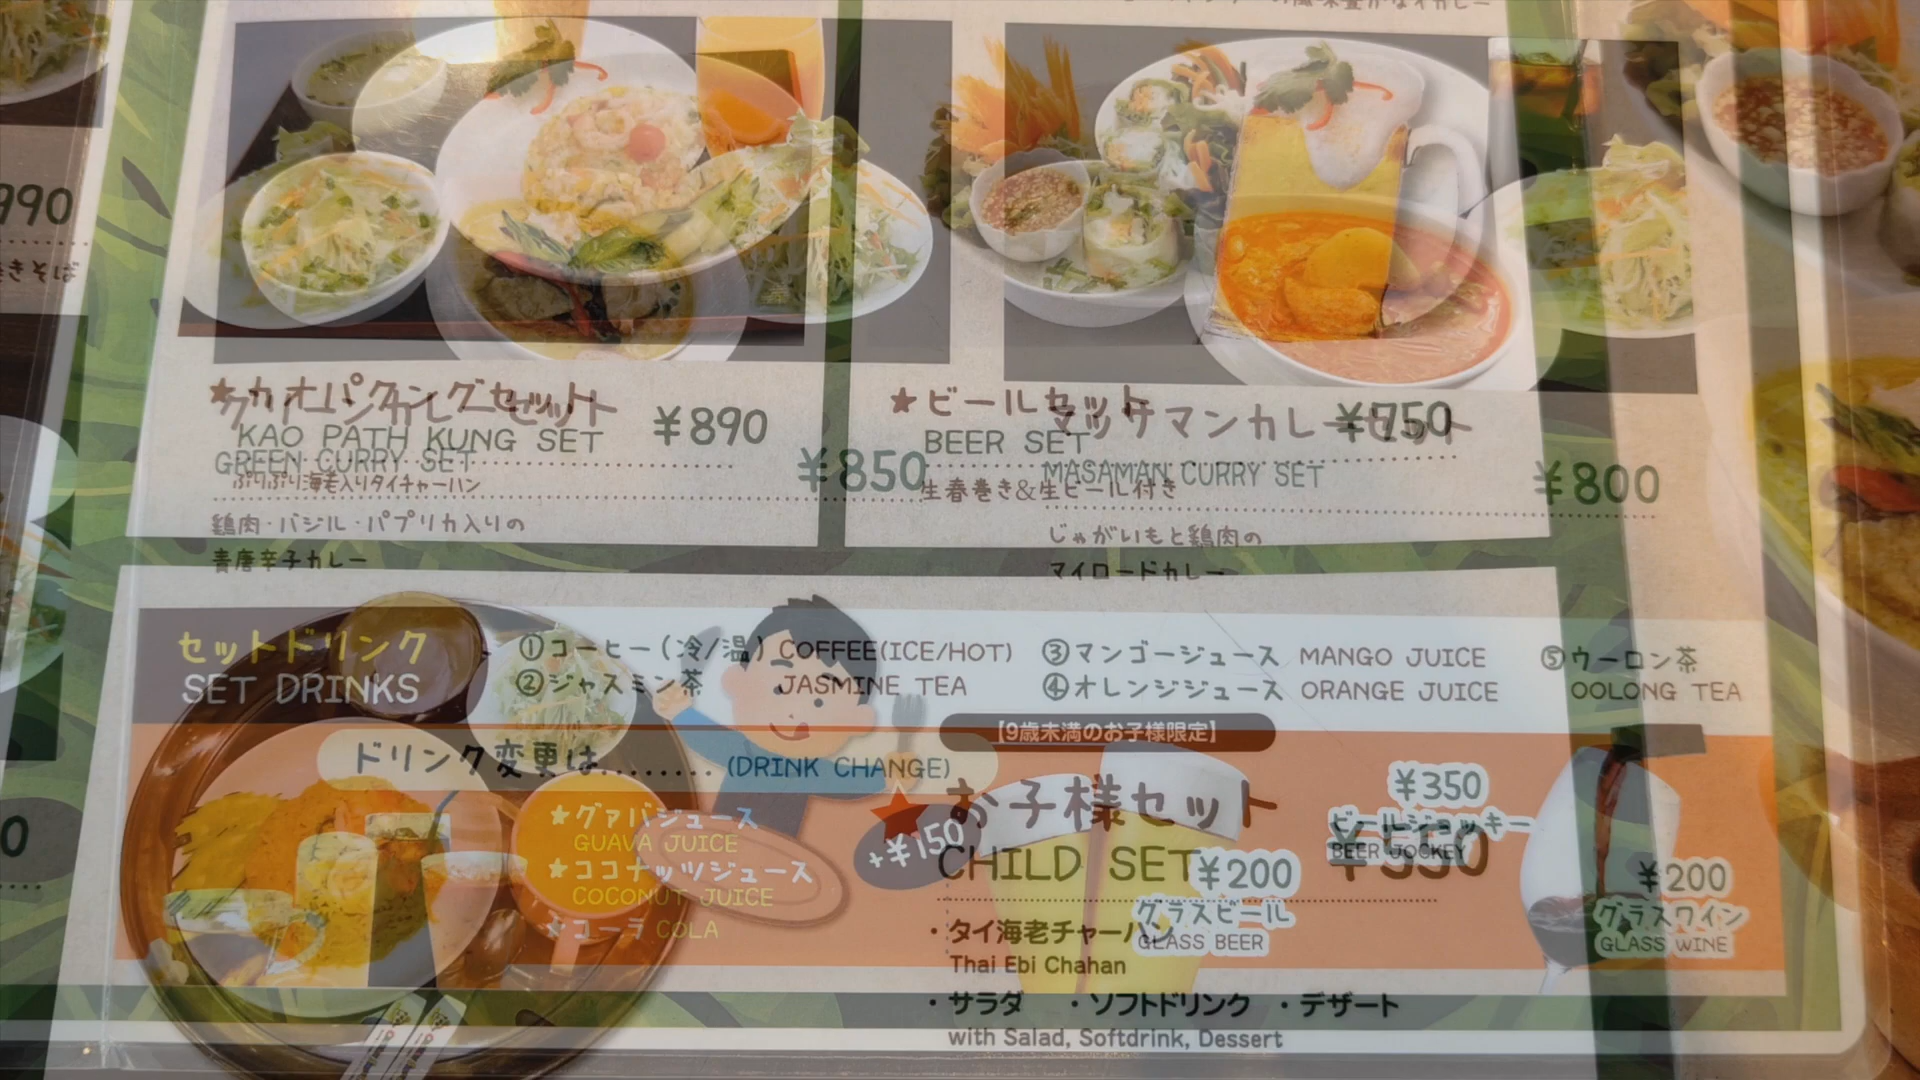 990
きそば
★カオパックングセット
KAO PATH KUNG SET
¥890
ぷりぷり海老入りタイチャーハン
グリーンカレーセット
GREEN CURRY SET
¥850
鶏肉・バジル・パプリカ入りの
青唐辛子カレー
★ビールセット
BEER SET
¥750
生春巻き&生ビール付き
マッサマンカレーセット
MASAMAN CURRY SET
¥800
じゃがいもと鶏肉の
マイロードカレー
セットドリンク
SET DRINKS
①コーヒー(冷/温) COFFEE(ICE/HOT)
②ジャスミン茶 JASMINE TEA
③マンゴージュース MANGO JUICE
④オレンジジュース ORANGE JUICE
⑤ウーロン茶
OOLONG TEA
ドリンク変更は........(DRINK CHANGE)
★グァバジュース
GUAVA JUICE
★ココナッツジュース
COCONUT JUICE
★コーラ COLA
+¥150
【9歳未満のお子様限定】
お子様セット
CHILD SET
¥550
・タイ海老チャーハン
Thai Ebi Chahan
・サラダ ・ソフトドリンク ・デザート
with Salad, Softdrink, Dessert
¥200
グラスビール
GLASS BEER
¥350
ビールジョッキー
BEER JOCKEY
¥200
グラスワイン
GLASS WINE